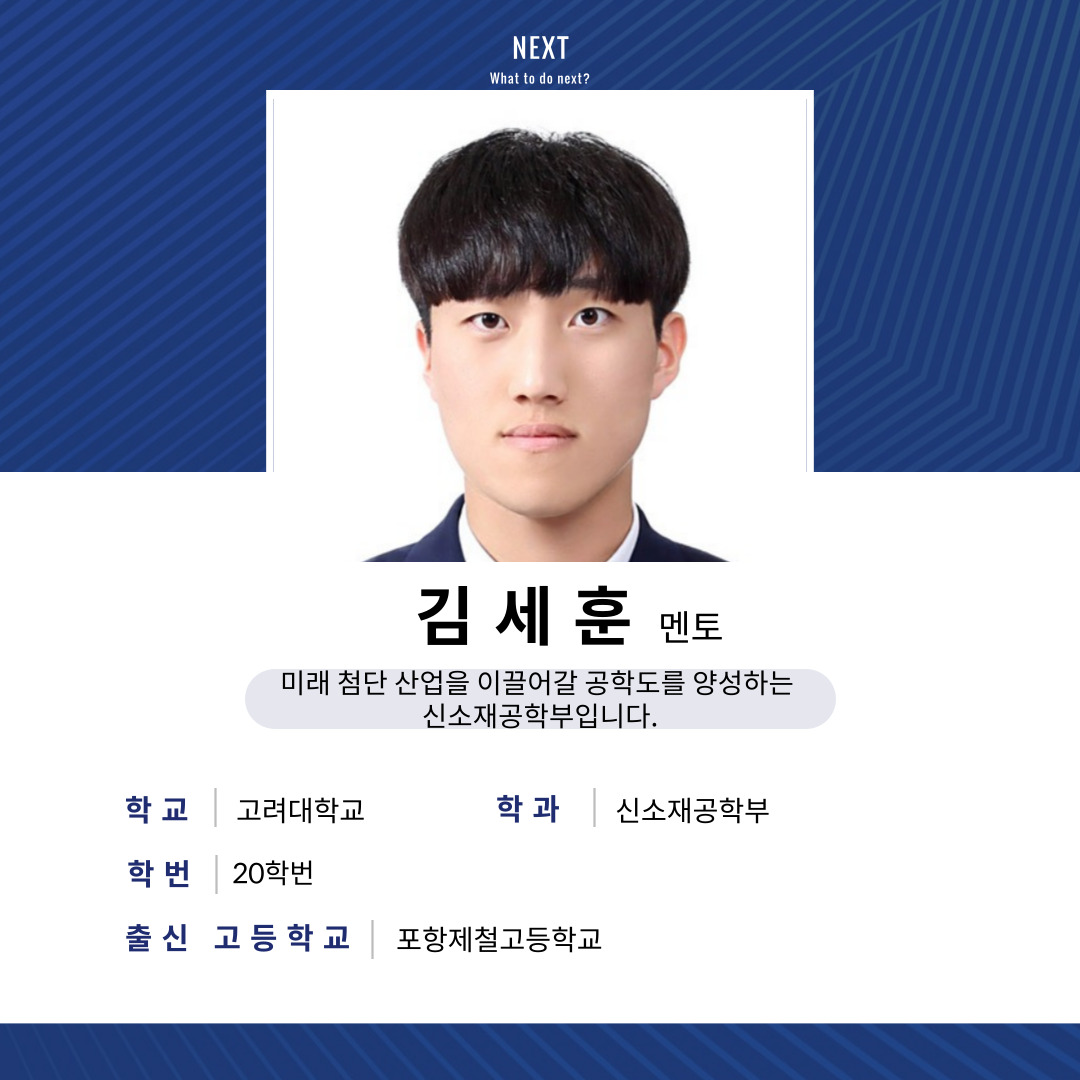 NEXT
What to do next?
김세훈 멘토
미래 첨단 산업을 이끌어갈 공학도를 양성하는
신소재공학부입니다.
학교 고려대학교 학과 신소재공학부
학번 20학번
출신 고등학교 포항제철고등학교